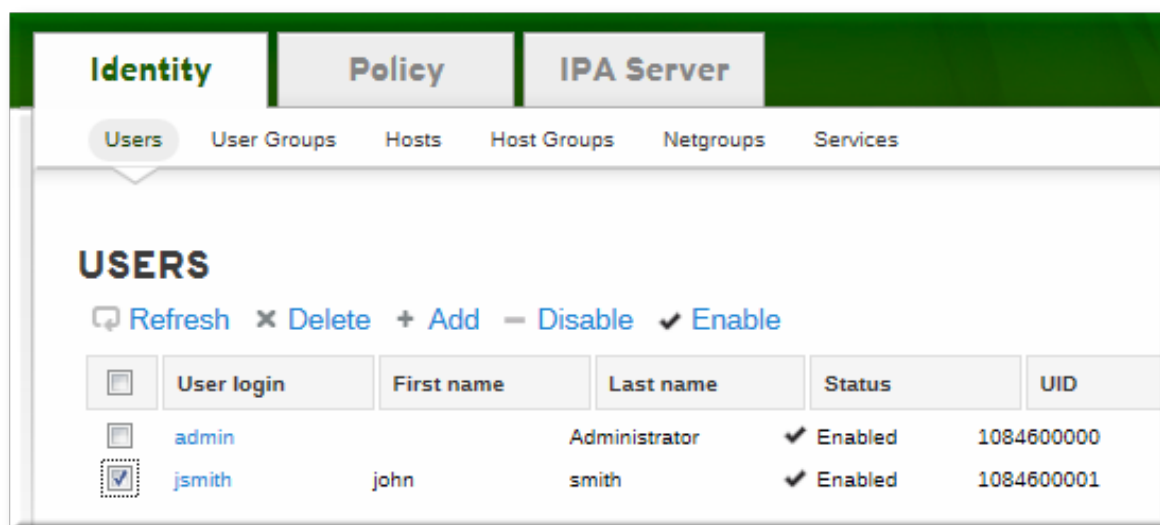 Identity Policy IPA Server
Users User Groups Hosts Host Groups Netgroups Services
USERS
Refresh Delete Add Disable Enable
User login First name Last name Status UID
admin Administrator Enabled 1084600000
jsmith john smith Enabled 1084600001